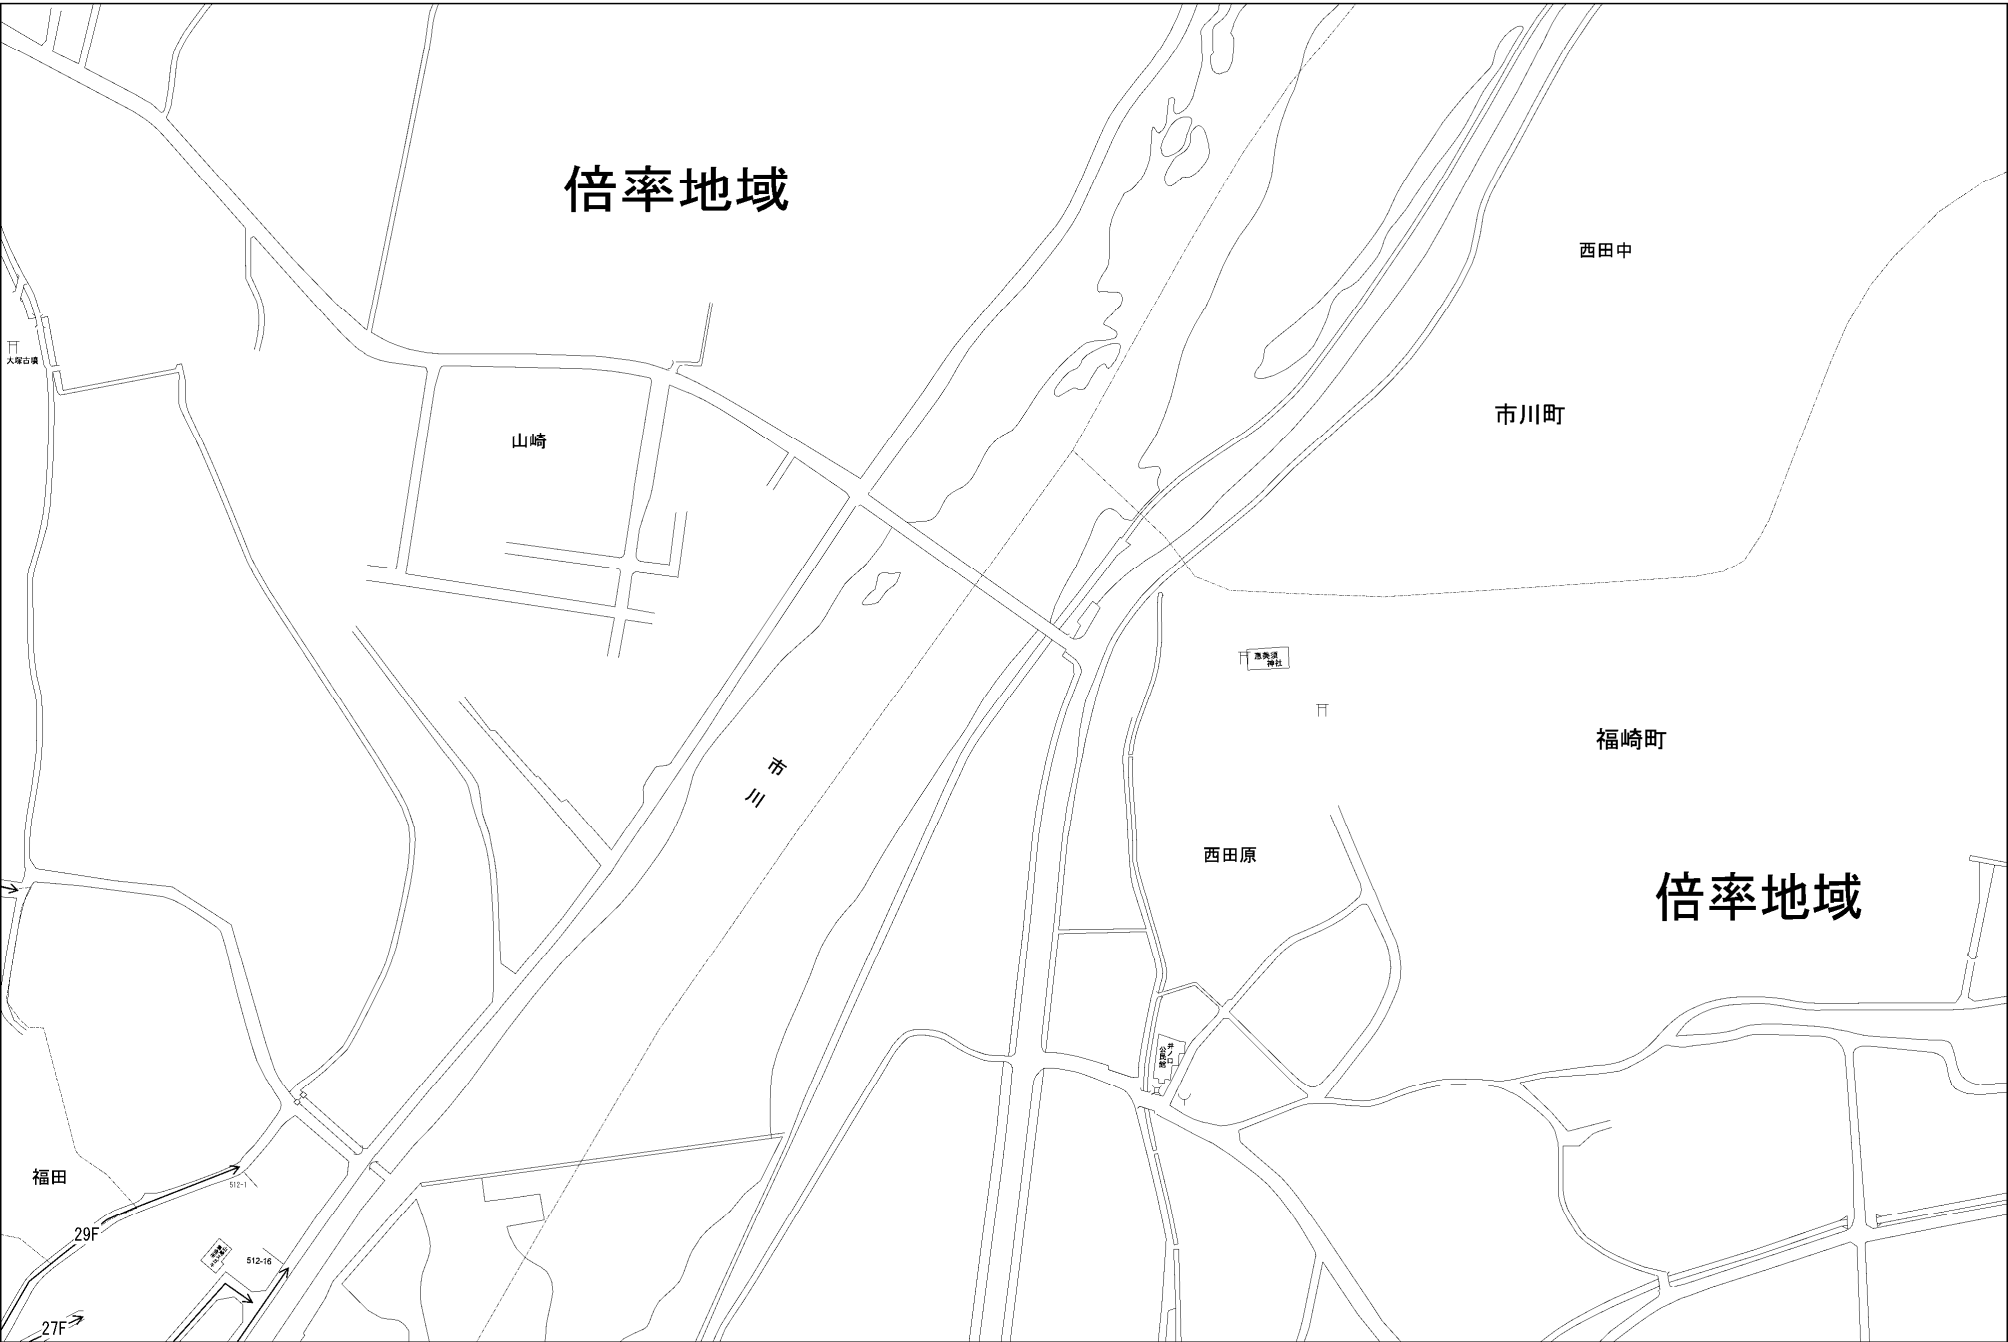 倍率地域
西田中
大塚古墳
市川町
山崎
恵美須
神社
福崎町
市川
西田原
倍率地域
井ノ口
公民館
福田
512-1
29F
512-16
27F